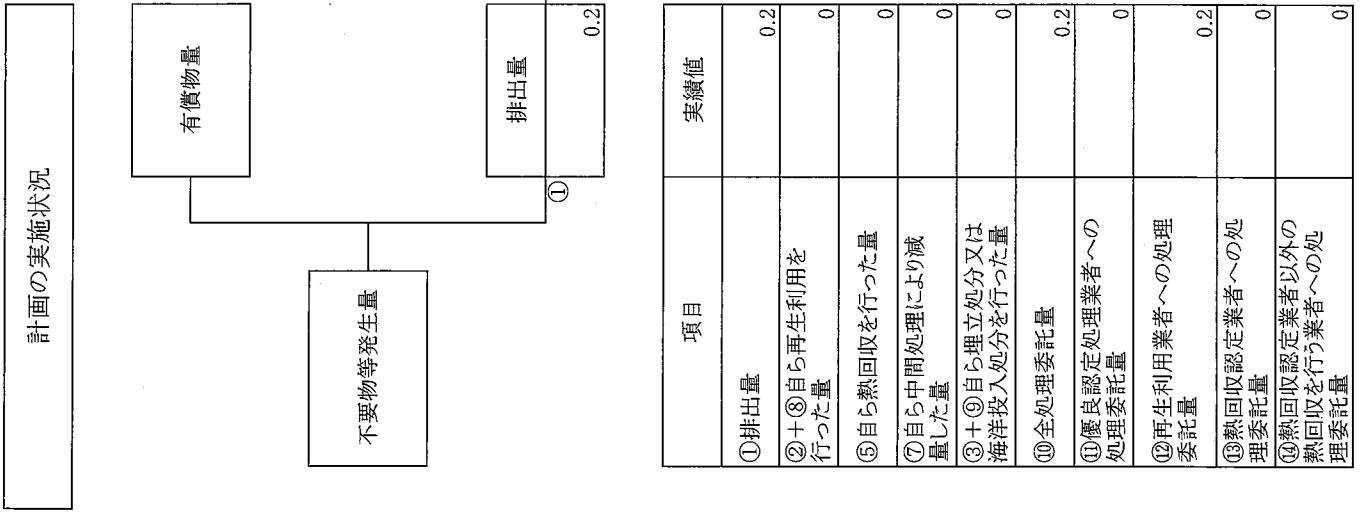 計画の実施状況
不要物等発生量
有償物量
①
排出量
0.2
項目
実績値
①排出量
0.2
②+⑧自ら再生利用を
行った量
0
⑤自ら熱回収を行った量
0
⑦自ら中間処理により減
量した量
0
③+⑨自ら埋立処分又は
海洋投入処分を行った量
0
⑩全処理委託量
0.2
⑪優良認定処理業者への
処理委託量
0
⑫再生利用業者への処理
委託量
0.2
⑬熱回収認定業者への処
理委託量
0
⑭熱回収認定業者以外の
熱回収を行う業者への処
理委託量
0